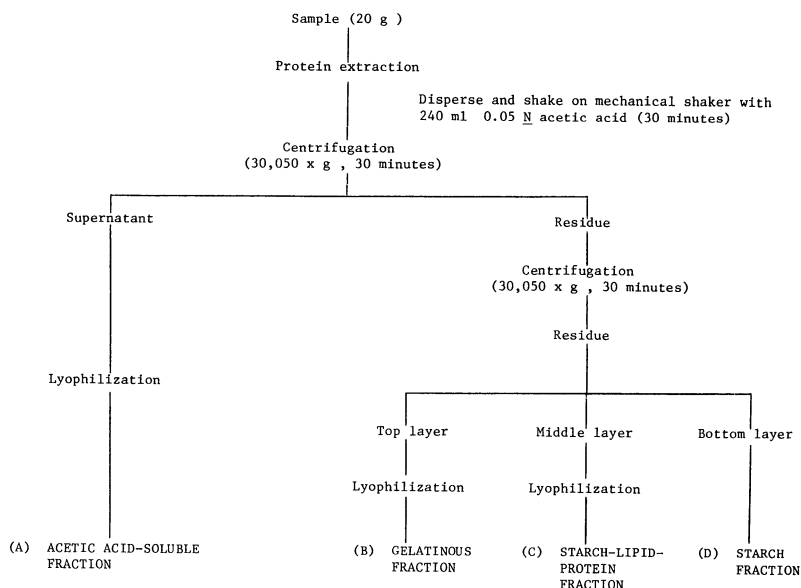 Sample (20 g )
Protein extraction
Disperse and shake on mechanical shaker with
240 ml 0.05 N acetic acid (30 minutes)
Centrifugation
(30,050 x g , 30 minutes)
Supernatant
Residue
Centrifugation
(30,050 x g , 30 minutes)
Residue
Lyophilization
Top layer
Middle layer
Bottom layer
Lyophilization
Lyophilization
(A) ACETIC ACID-SOLUBLE
FRACTION
(B) GELATINOUS
FRACTION
(C) STARCH-LIPID-
PROTEIN
FRACTION
(D) STARCH
FRACTION